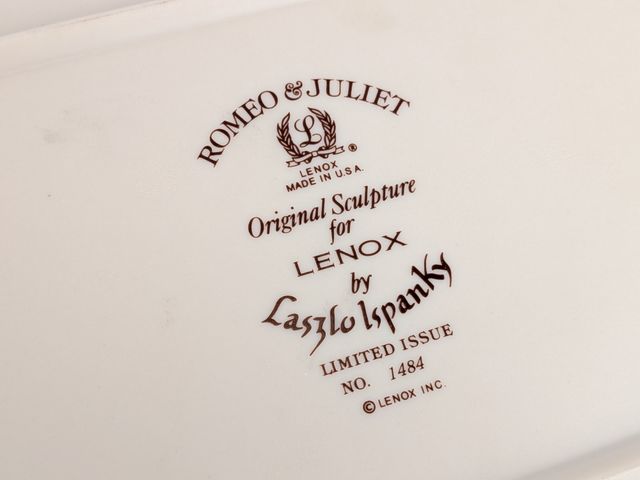 ROMEO & JULIET
L
®
LENOX
MADE IN U.S.A.
Original Sculpture
for
LENOX
by
Laszlo Ispanky
LIMITED ISSUE
NO. 1484
© LENOX INC.